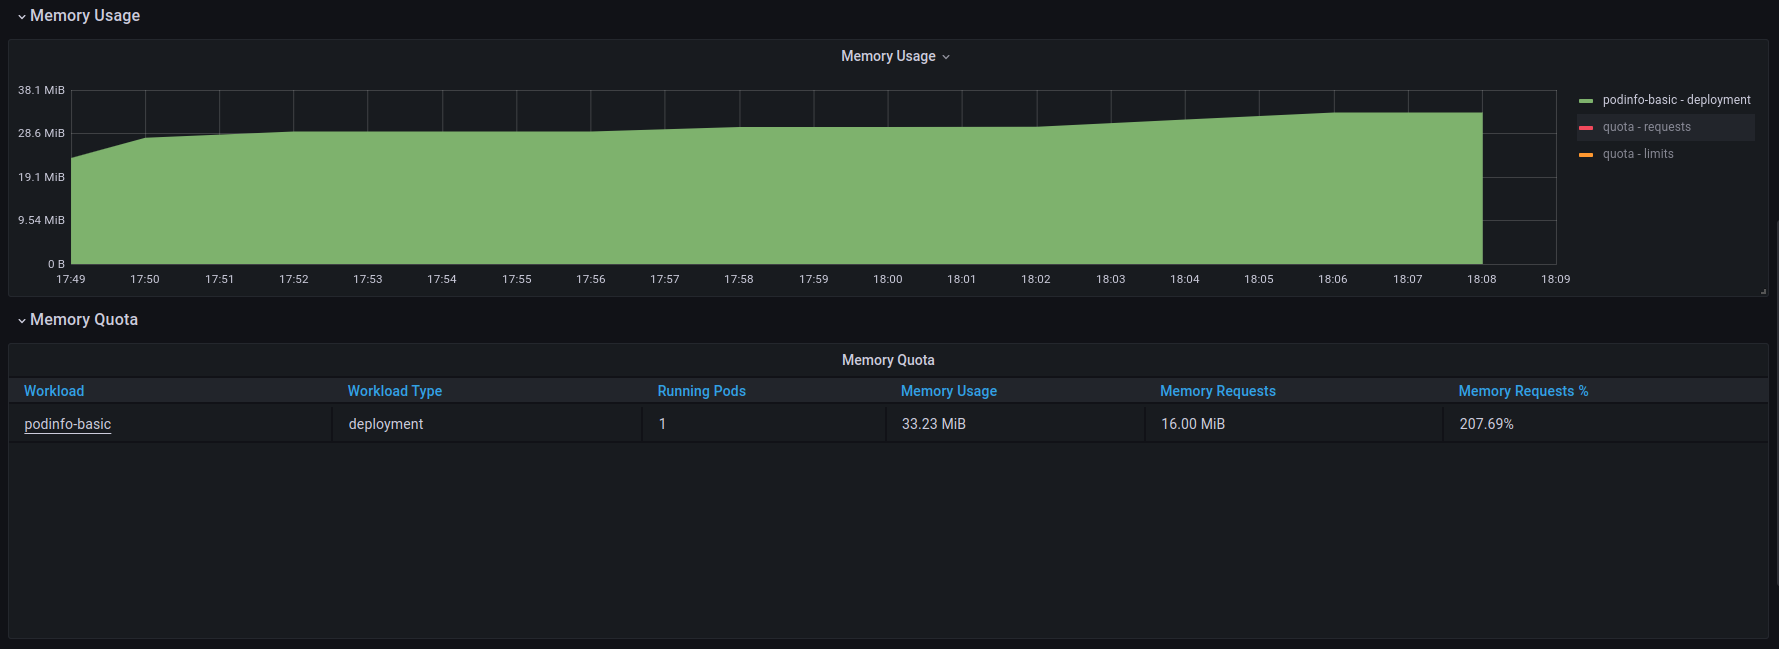 Memory Usage
Memory Usage
38.1 MiB
28.6 MiB
19.1 MiB
9.54 MiB
0 B
17:49 17:50 17:51 17:52 17:53 17:54 17:55 17:56 17:57 17:58 17:59 18:00 18:01 18:02 18:03 18:04 18:05 18:06 18:07 18:08 18:09
podinfo-basic - deployment
quota - requests
quota - limits
Memory Quota
Memory Quota
Workload Workload Type Running Pods Memory Usage Memory Requests Memory Requests %
podinfo-basic deployment 1 33.23 MiB 16.00 MiB 207.69%